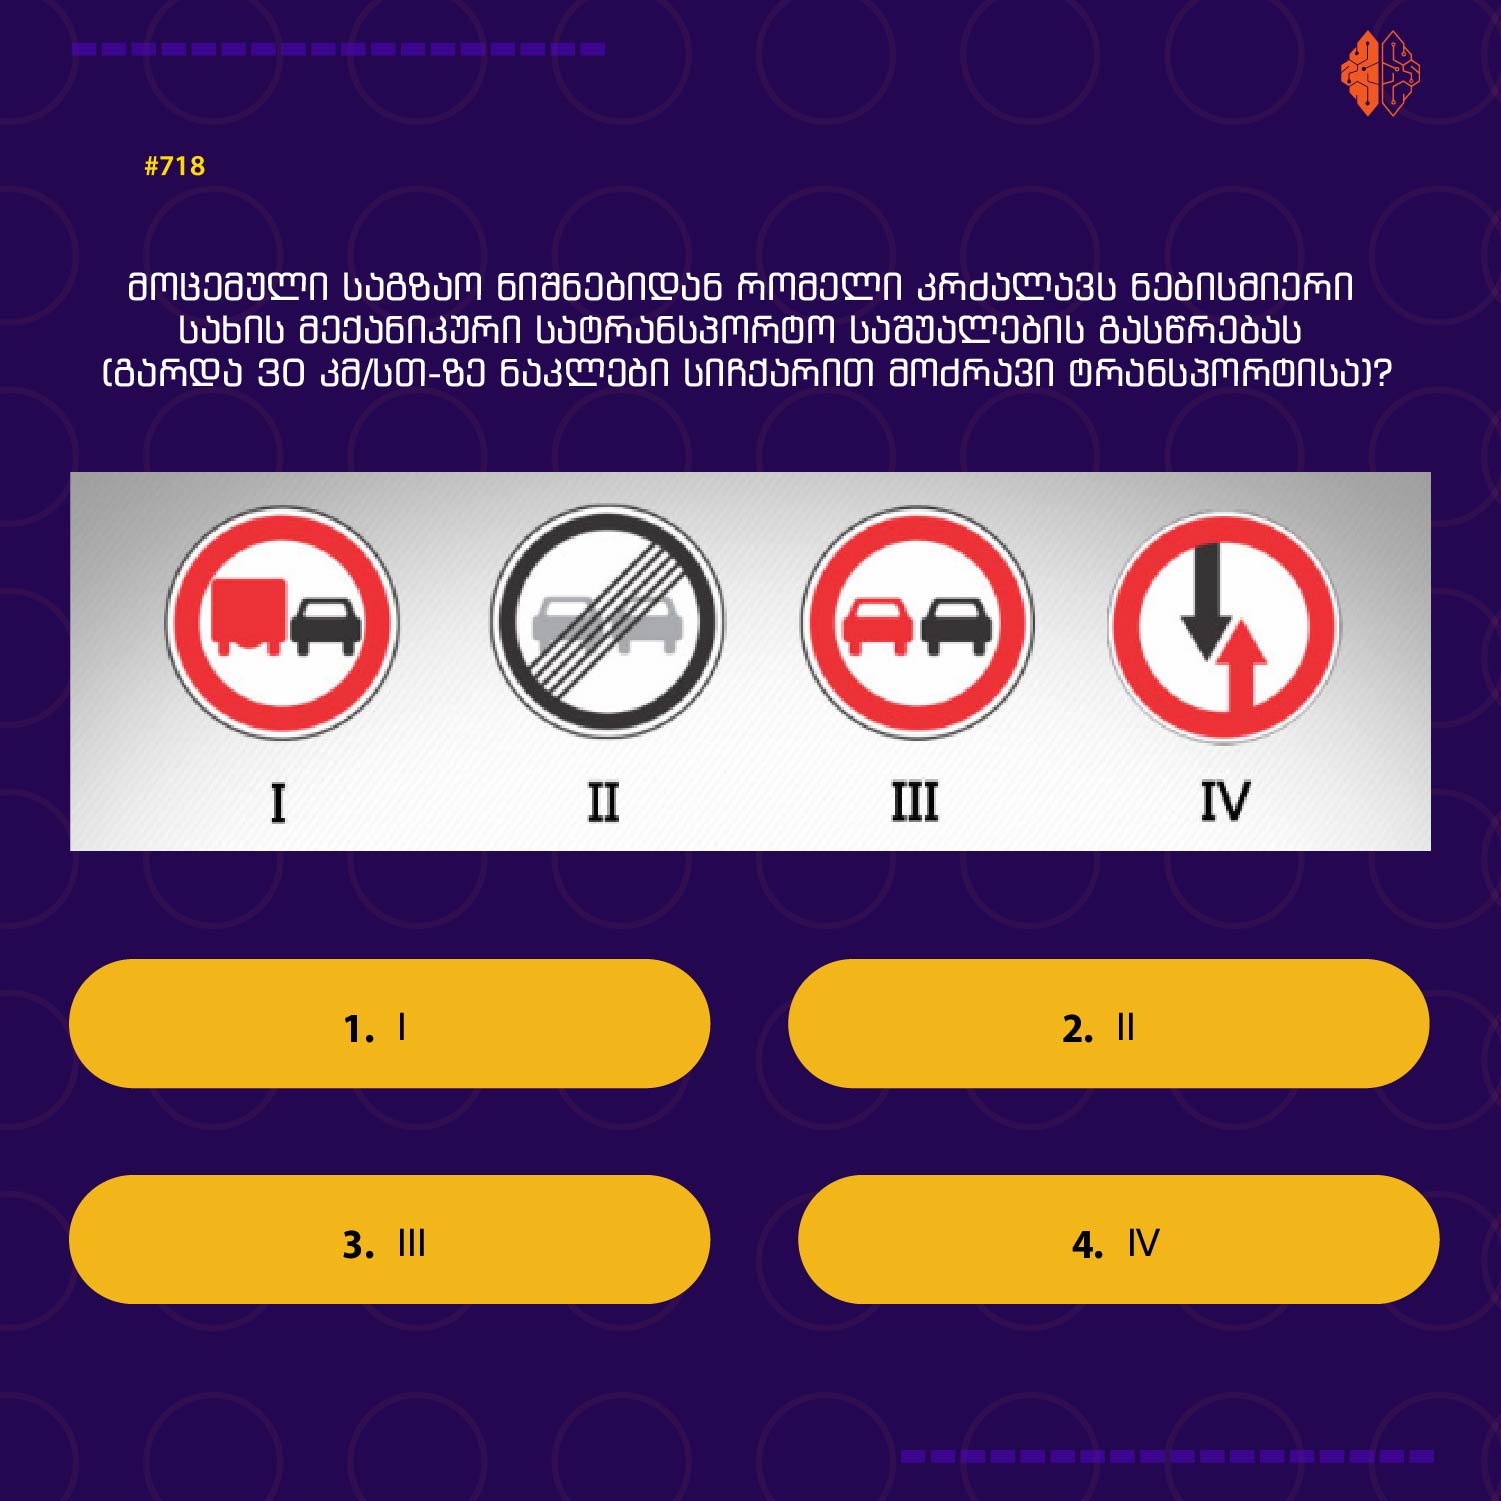 #718
მოცემული საგზაო ნიშნებიდან რომელი კრძალავს ნებისმიერი
სახის მექანიკური სატრანსპორტო საშუალების გასწრებას
(გარდა 30 კმ/სთ-ზე ნაკლები სიჩქარით მოძრავი ტრანსპორტისა)?
I II III IV
1. I
2. II
3. III
4. IV